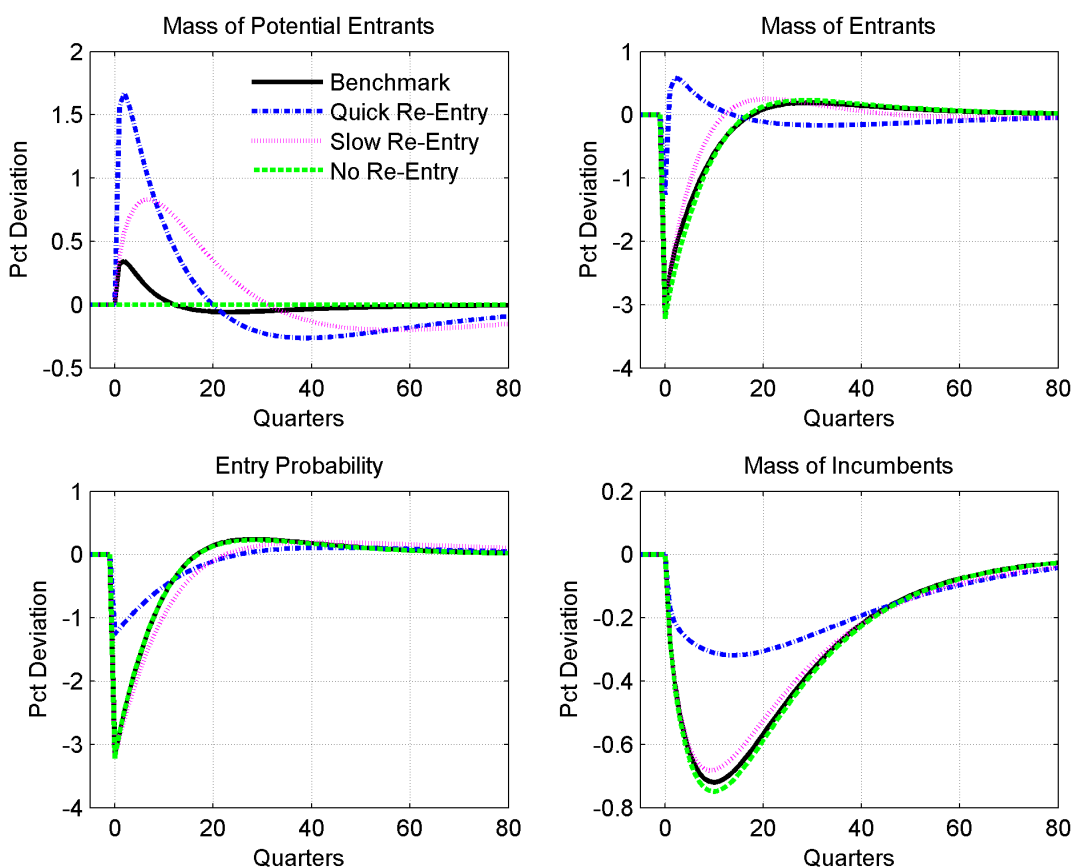 Mass of Potential Entrants
Pct Deviation
2
1.5
1
0.5
0
-0.5
Benchmark
Quick Re-Entry
Slow Re-Entry
No Re-Entry
0 20 40 60 80
Quarters
Mass of Entrants
Pct Deviation
1
0
-1
-2
-3
-4
0 20 40 60 80
Quarters
Entry Probability
Pct Deviation
1
0
-1
-2
-3
-4
0 20 40 60 80
Quarters
Mass of Incumbents
Pct Deviation
0.2
0
-0.2
-0.4
-0.6
-0.8
0 20 40 60 80
Quarters